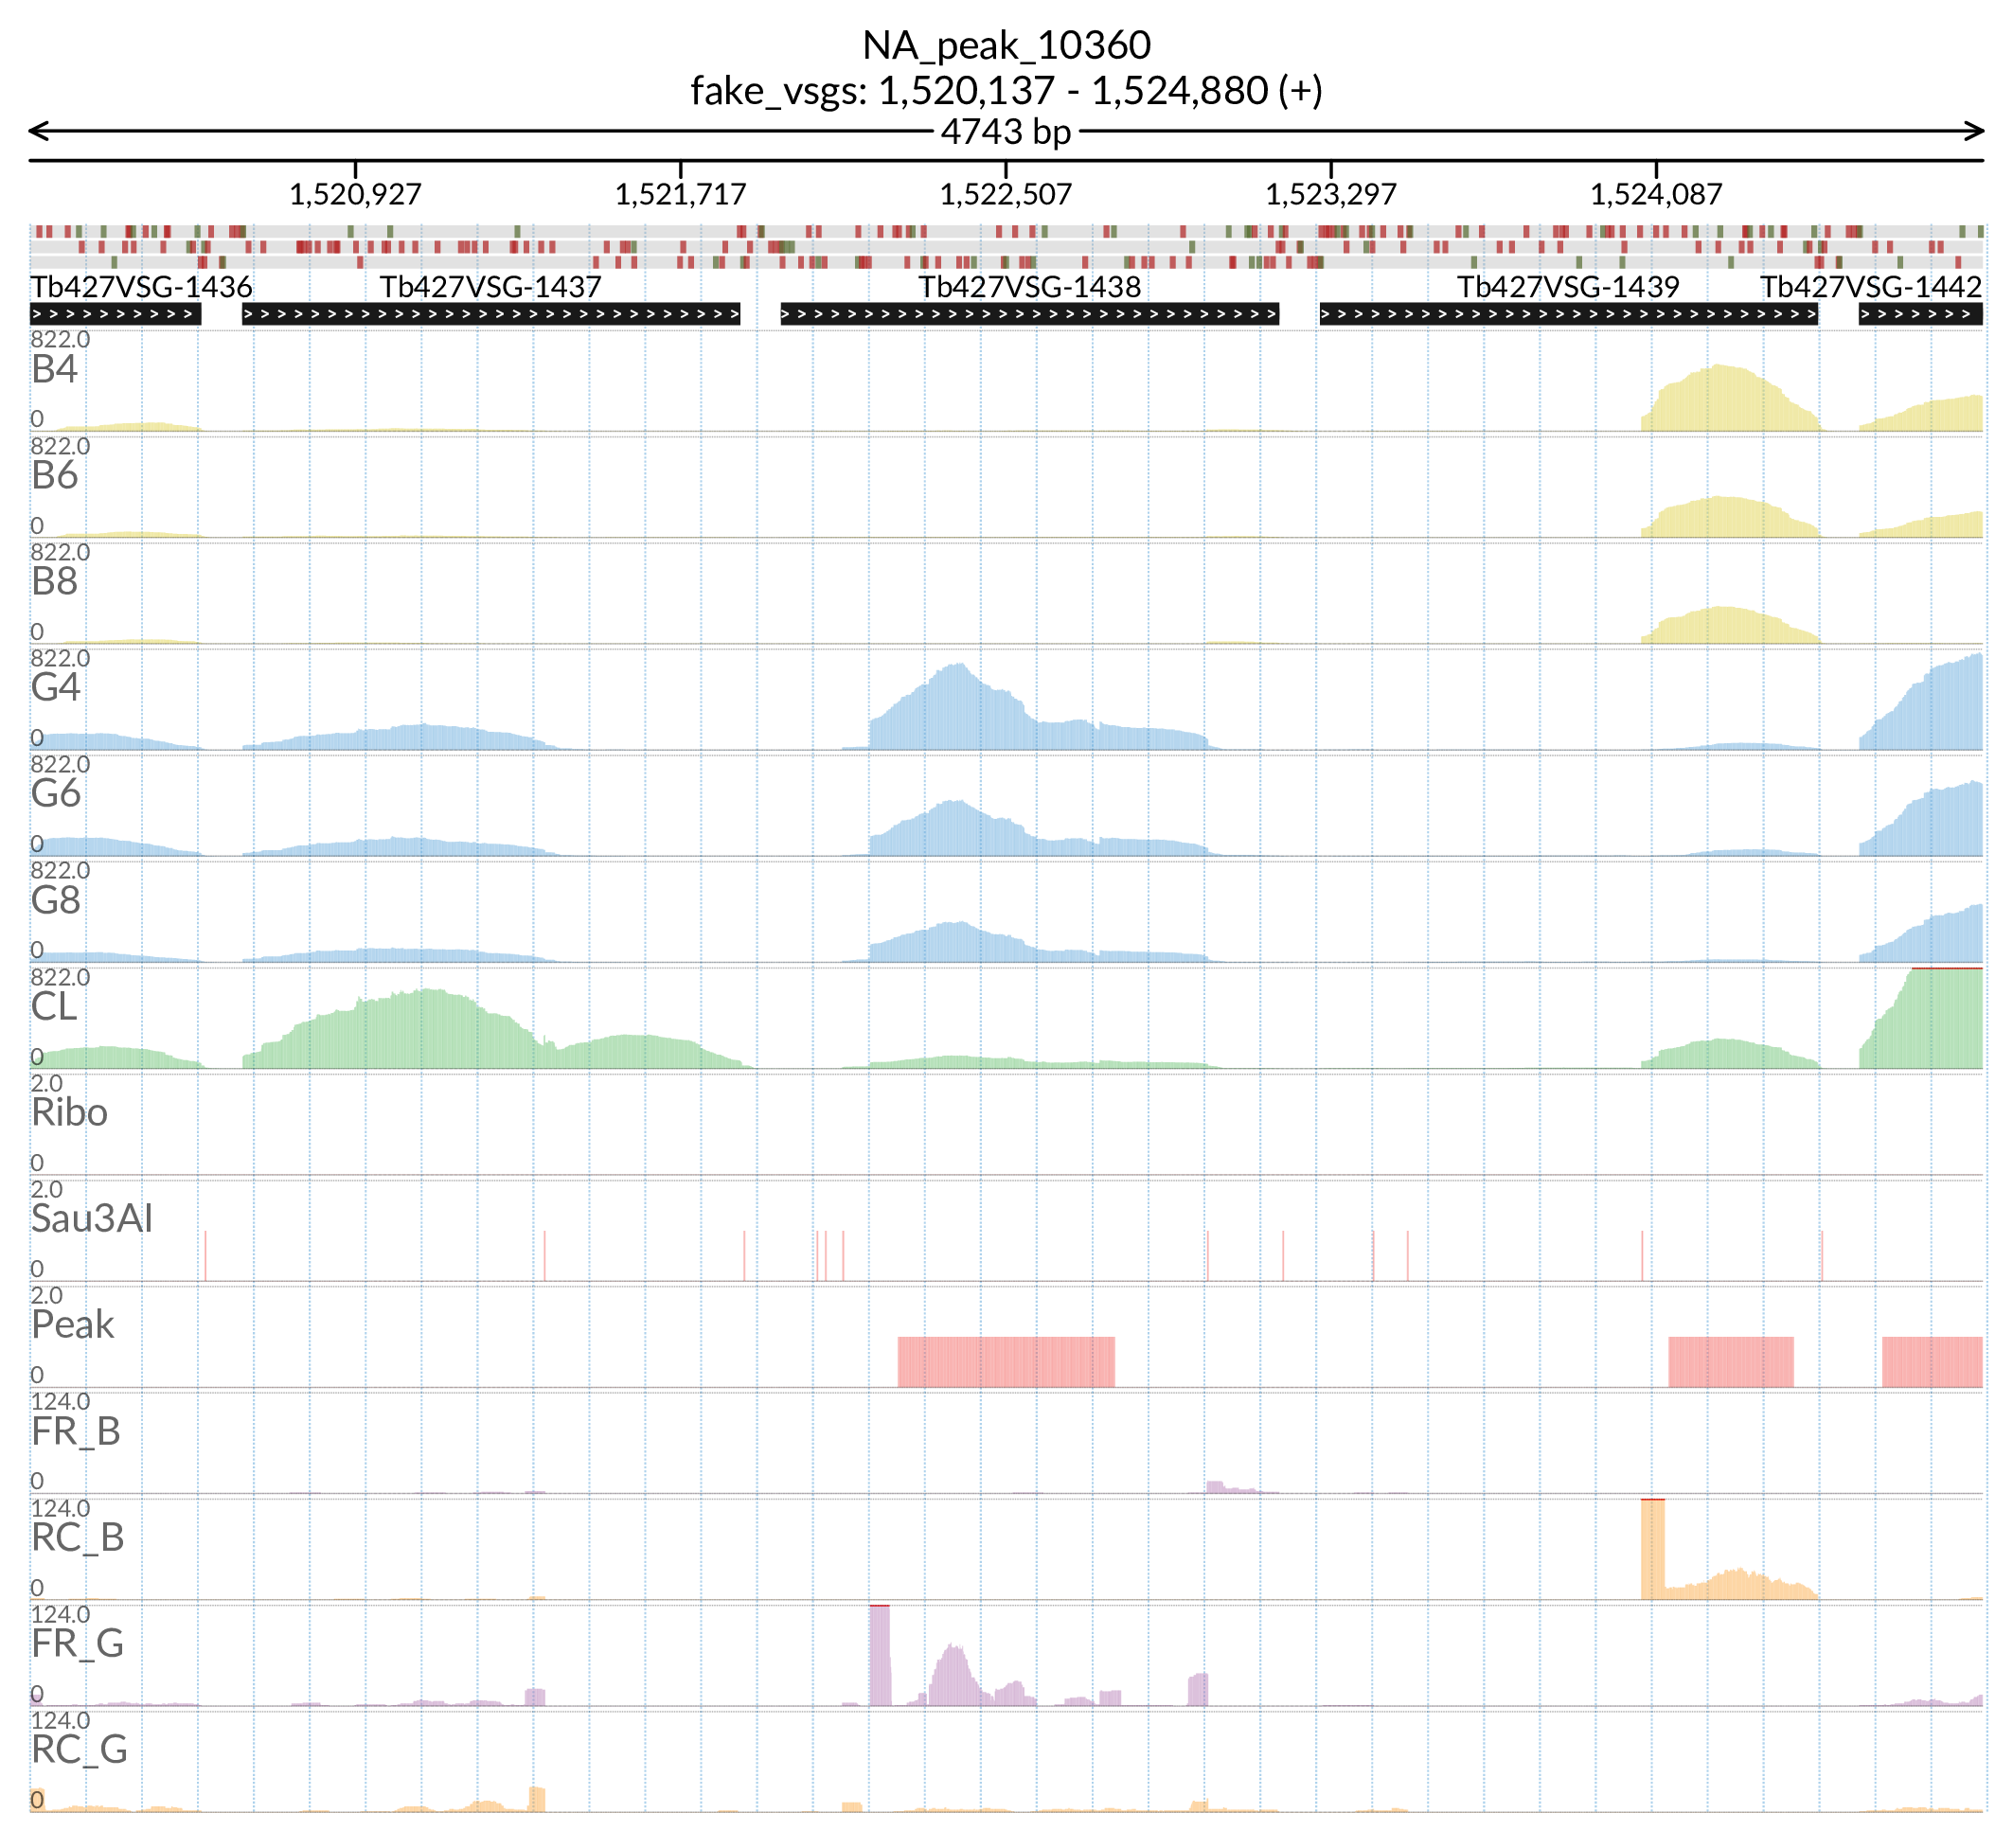 NA_peak_10360
fake_vsgs: 1,520,137 - 1,524,880 (+)
4743 bp
1,520,927 1,521,717 1,522,507 1,523,297 1,524,087
Tb427VSG-1436 Tb427VSG-1437 Tb427VSG-1438 Tb427VSG-1439 Tb427VSG-1442
822.0
B4
0
822.0
B6
0
822.0
B8
0
822.0
G4
0
822.0
G6
0
822.0
G8
0
822.0
CL
0
2.0
Ribo
0
2.0
Sau3AI
0
2.0
Peak
0
124.0
FR_B
0
124.0
RC_B
0
124.0
FR_G
0
124.0
RC_G
0